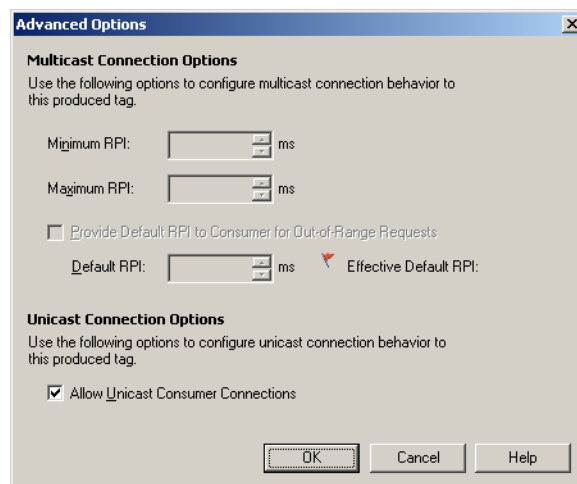 Advanced Options
Multicast Connection Options
Use the following options to configure multicast connection behavior to
this produced tag.
Minimum RPI: ms
Maximum RPI: ms
Provide Default RPI to Consumer for Out-of-Range Requests
Default RPI: ms Effective Default RPI:
Unicast Connection Options
Use the following options to configure unicast connection behavior to
this produced tag.
Allow Unicast Consumer Connections
OK Cancel Help